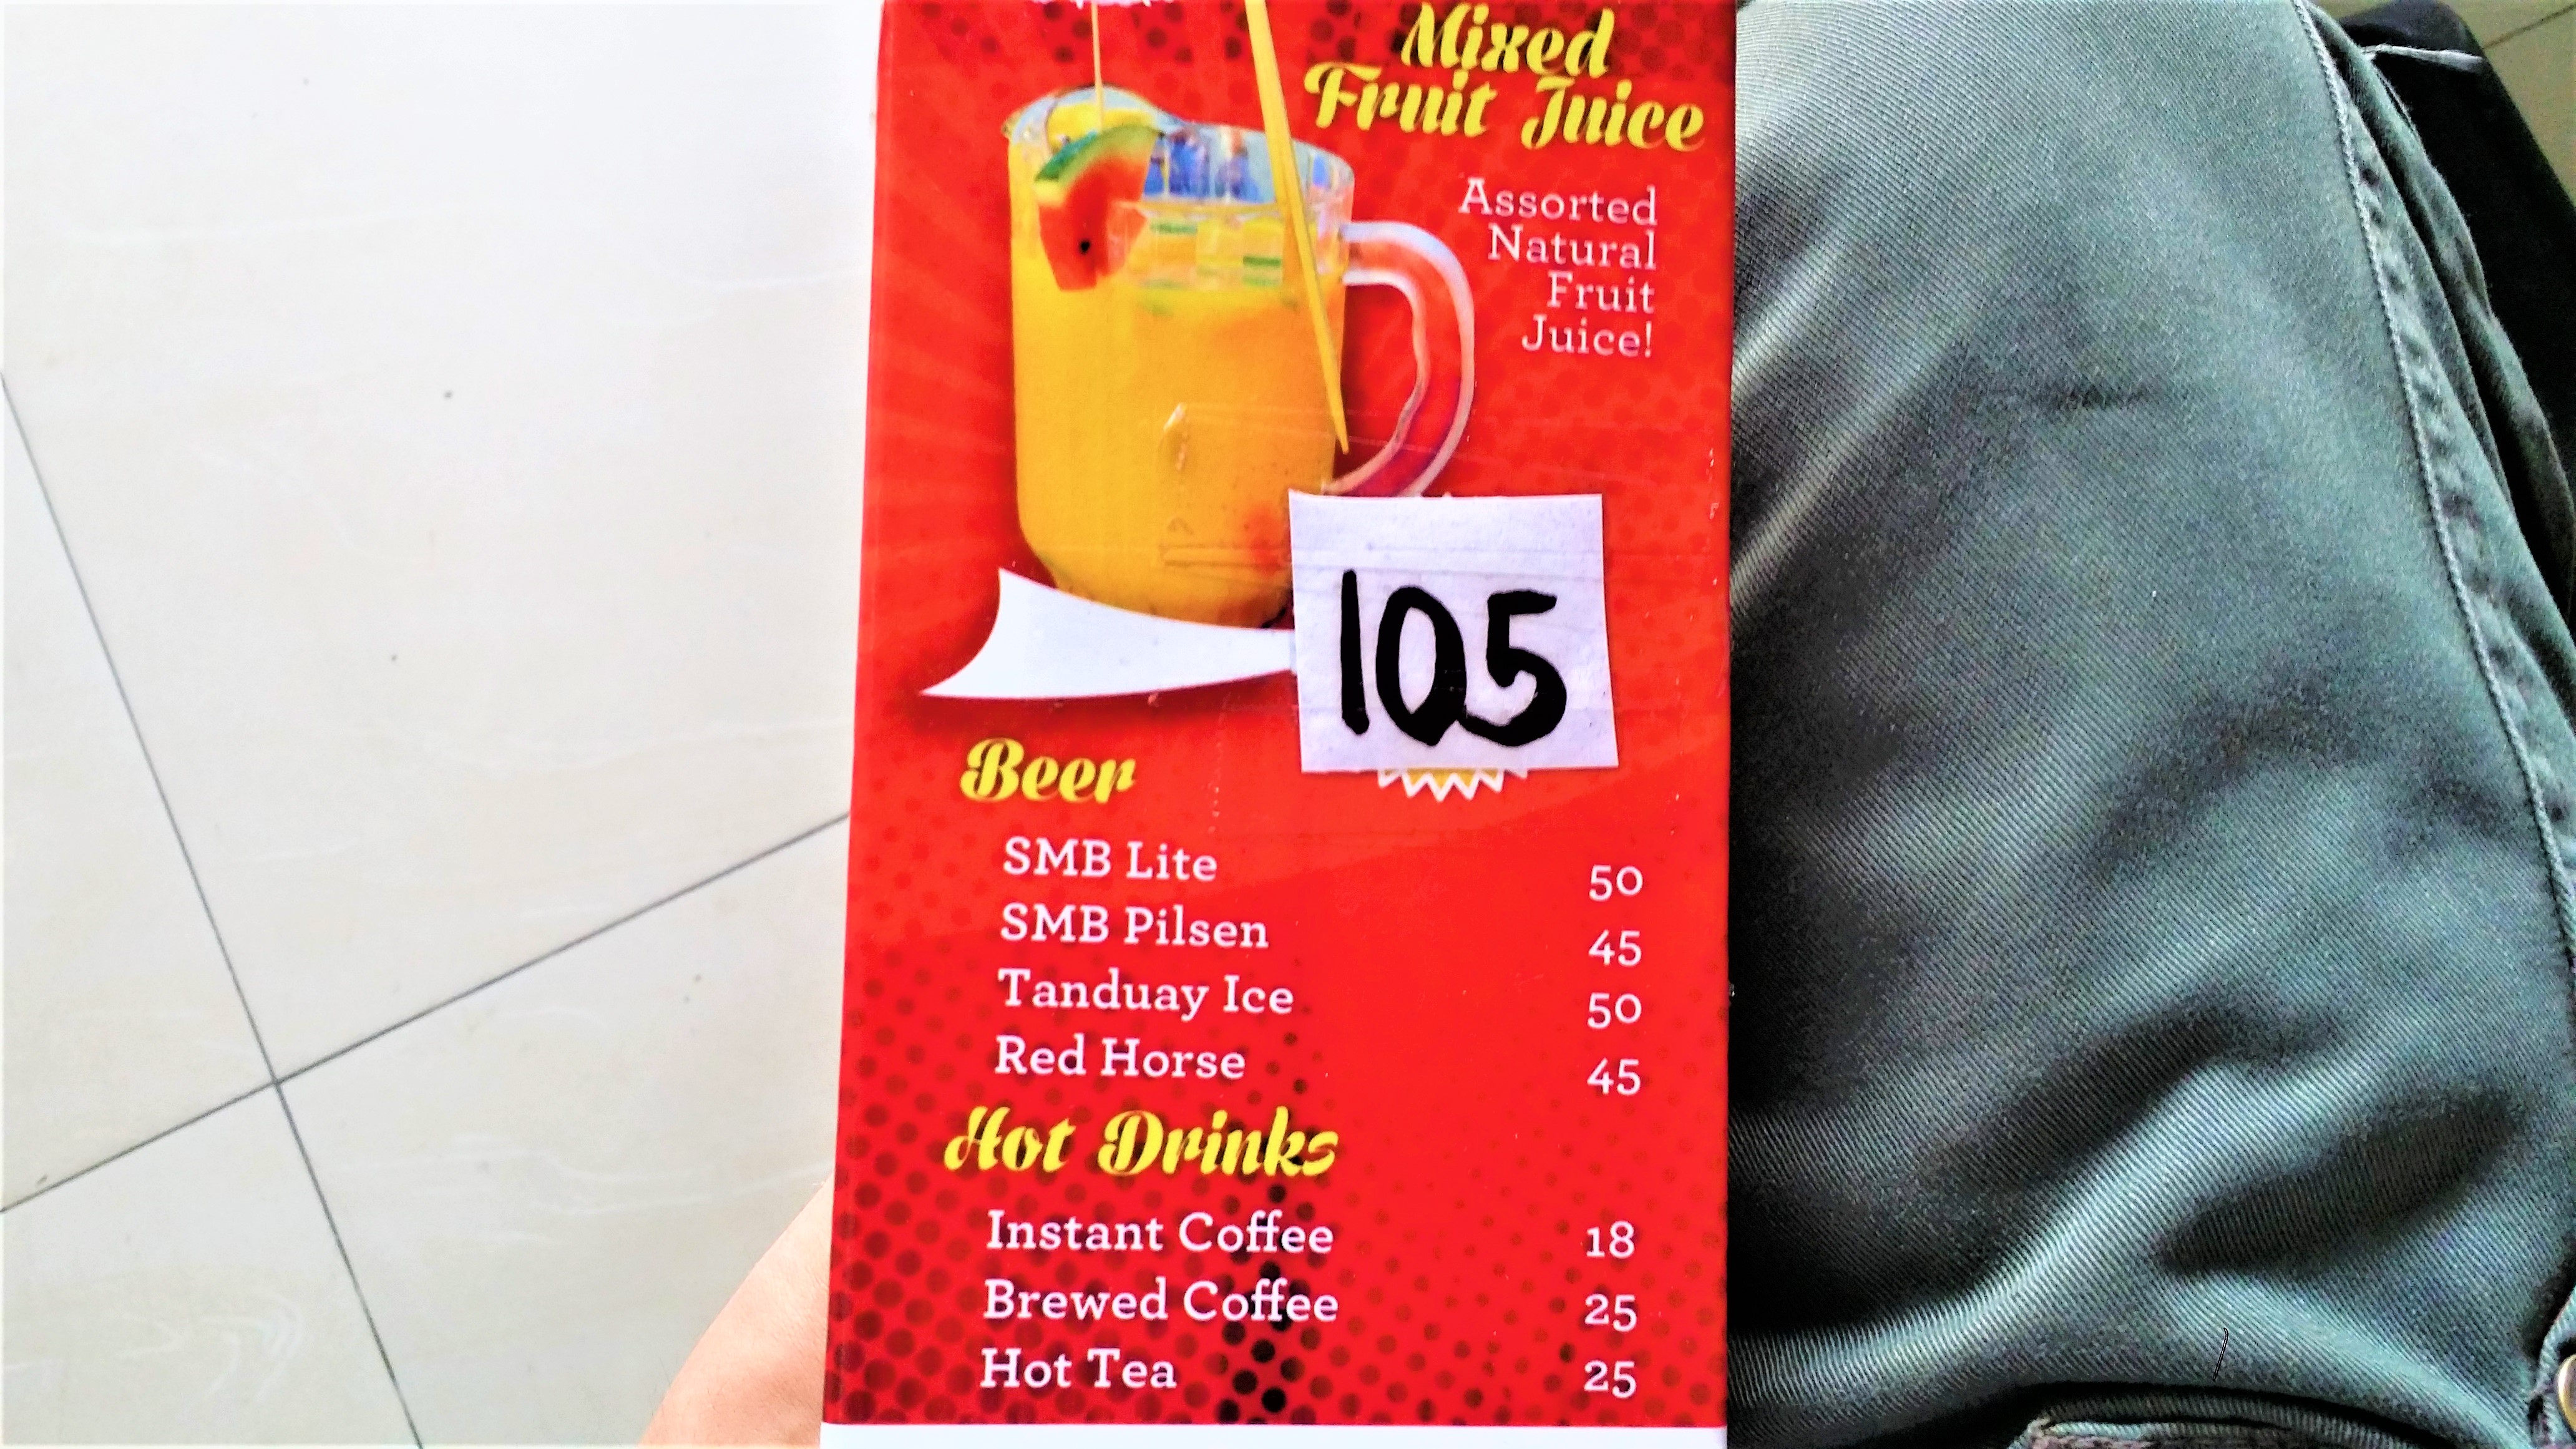 Mixed
Fruit Juice
Assorted
Natural
Fruit
Juice!
105
Beer
SMB Lite 50
SMB Pilsen 45
Tanduay Ice 50
Red Horse 45
Hot Drinks
Instant Coffee 18
Brewed Coffee 25
Hot Tea 25